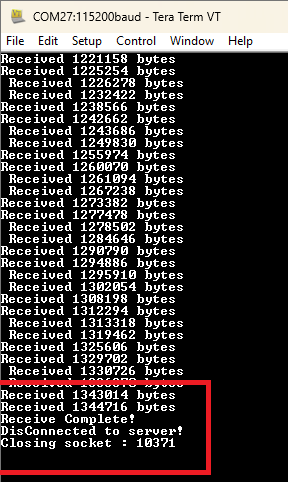 COM27:115200baud - Tera Term VT
File Edit Setup Control Window Help
Received 1221158 bytes
Received 1225254 bytes
Received 1226278 bytes
Received 1232422 bytes
Received 1238566 bytes
Received 1242662 bytes
Received 1243686 bytes
Received 1249830 bytes
Received 1255974 bytes
Received 1260070 bytes
Received 1261094 bytes
Received 1267238 bytes
Received 1273382 bytes
Received 1277478 bytes
Received 1278502 bytes
Received 1284646 bytes
Received 1290790 bytes
Received 1294886 bytes
Received 1295910 bytes
Received 1302054 bytes
Received 1308198 bytes
Received 1312294 bytes
Received 1313318 bytes
Received 1319462 bytes
Received 1325606 bytes
Received 1329702 bytes
Received 1330726 bytes
Received bytes
Received 1343014 bytes
Received 1344716 bytes
Receive Complete!
DisConnected to server!
Closing socket : 10371